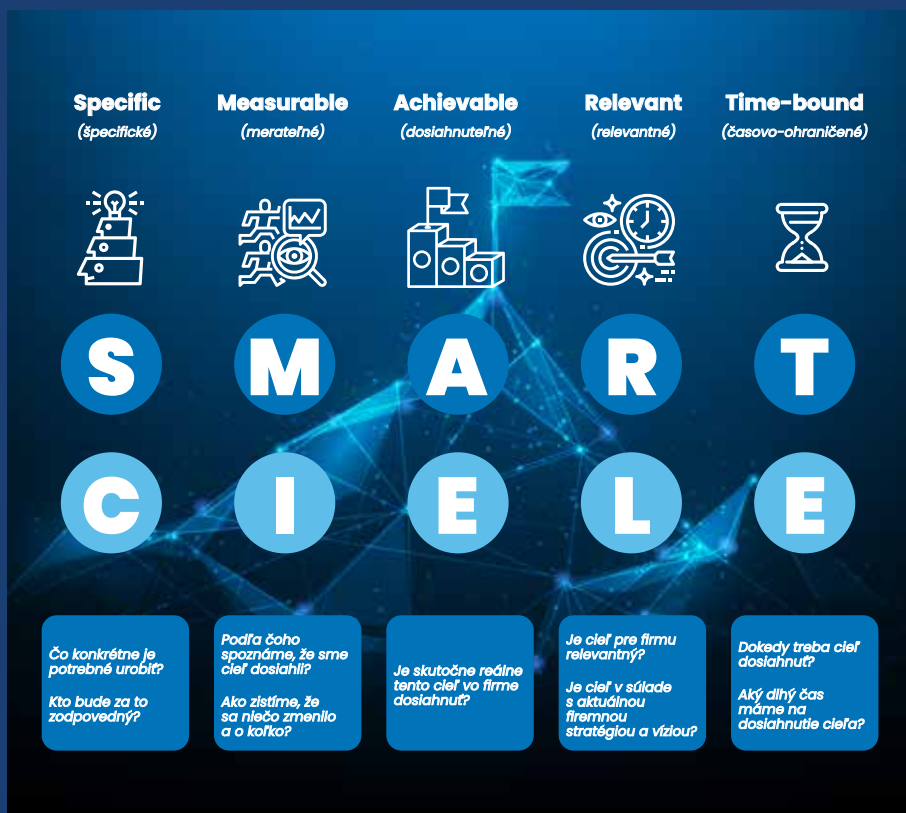 Specific
(špecifické)
Measurable
(merateľné)
Achievable
(dosiahnuteľné)
Relevant
(relevantné)
Time-bound
(časovo-ohraničené)
S M A R T
C I E L E
Čo konkrétne je
potrebné urobiť?
Kto bude za to
zodpovedný?
Podľa čoho
spoznáme, že sme
cieľ dosiahli?
Ako zistíme, že
sa niečo zmenilo
a o koľko?
Je skutočne reálne
tento cieľ vo firme
dosiahnuť?
Je cieľ pre firmu
relevantný?
Je cieľ v súlade
s aktuálnou
firemnou
stratégiou a víziou?
Dokedy treba cieľ
dosiahnuť?
Aký dlhý čas
máme na
dosiahnutie cieľa?